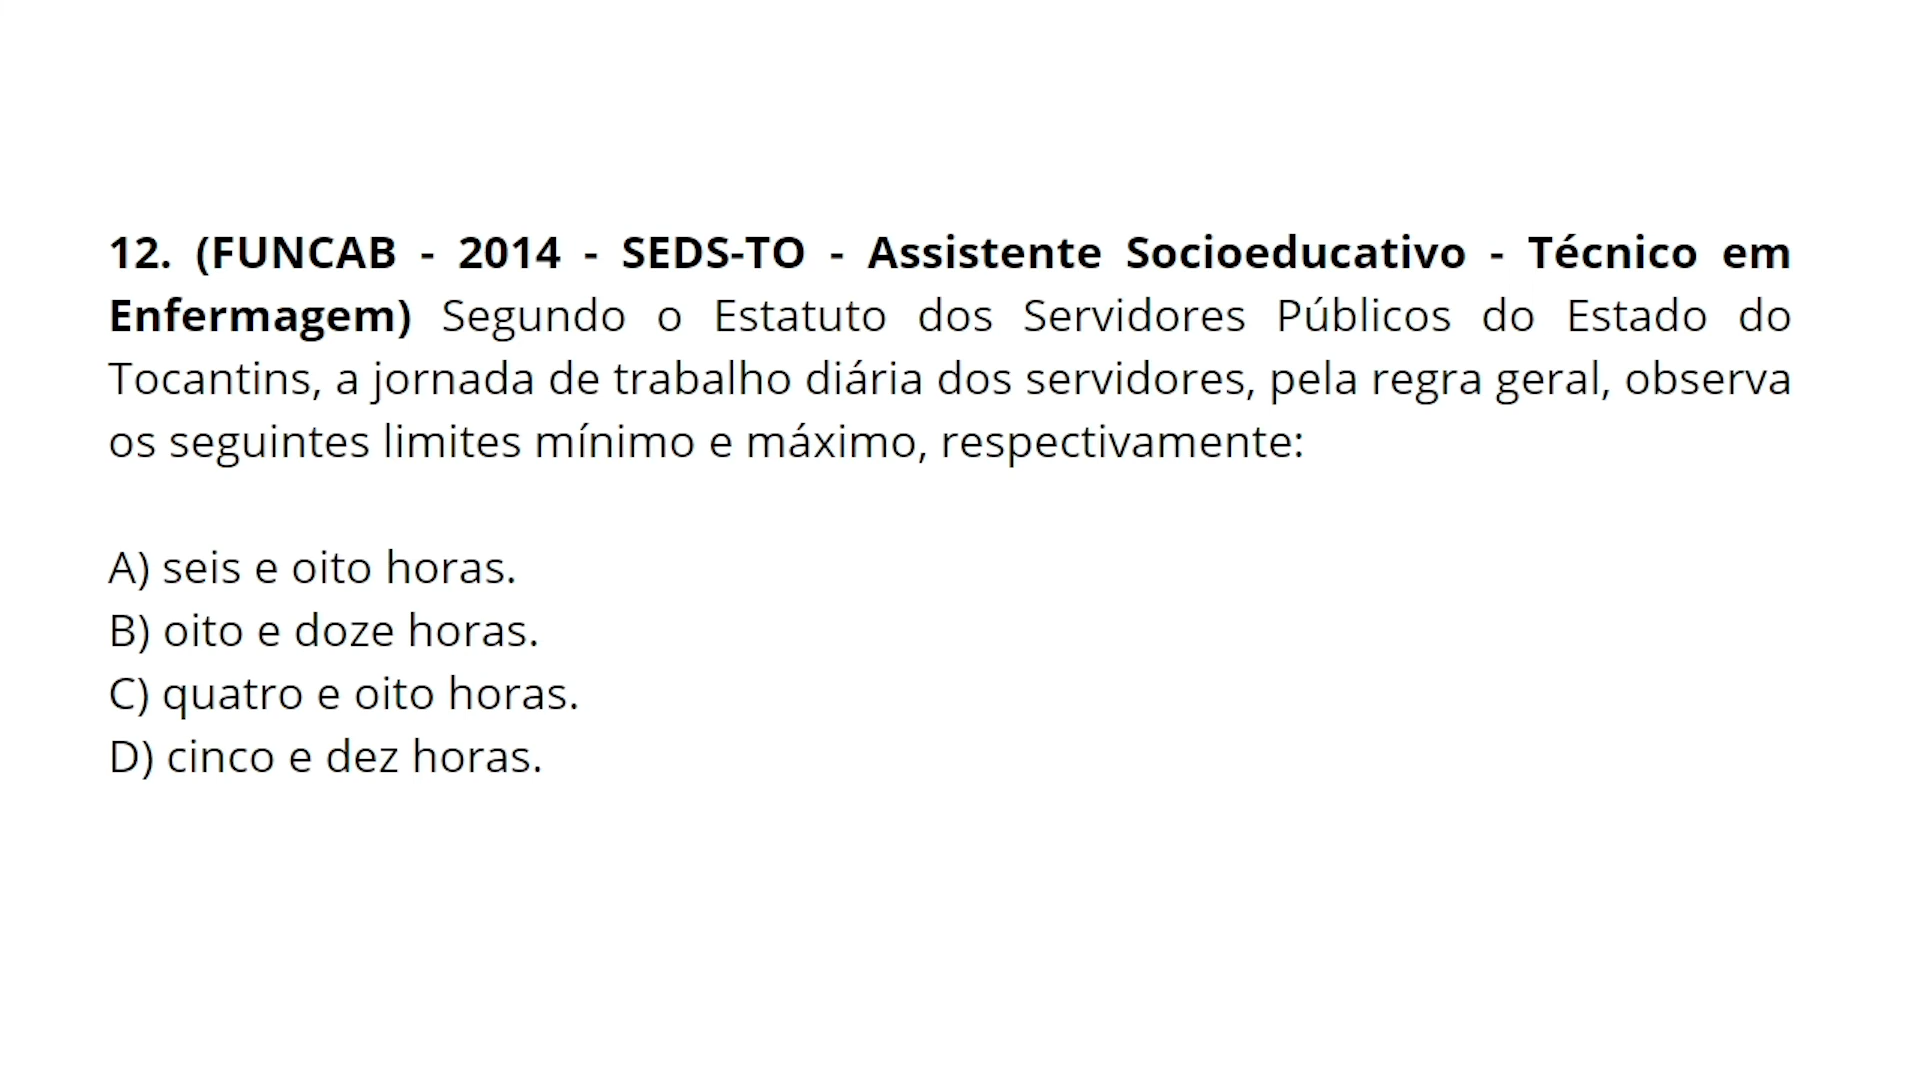 12. (FUNCAB - 2014 - SEDS-TO - Assistente Socioeducativo - Técnico em
Enfermagem) Segundo o Estatuto dos Servidores Públicos do Estado do
Tocantins, a jornada de trabalho diária dos servidores, pela regra geral, observa
os seguintes limites mínimo e máximo, respectivamente:
A) seis e oito horas.
B) oito e doze horas.
C) quatro e oito horas.
D) cinco e dez horas.